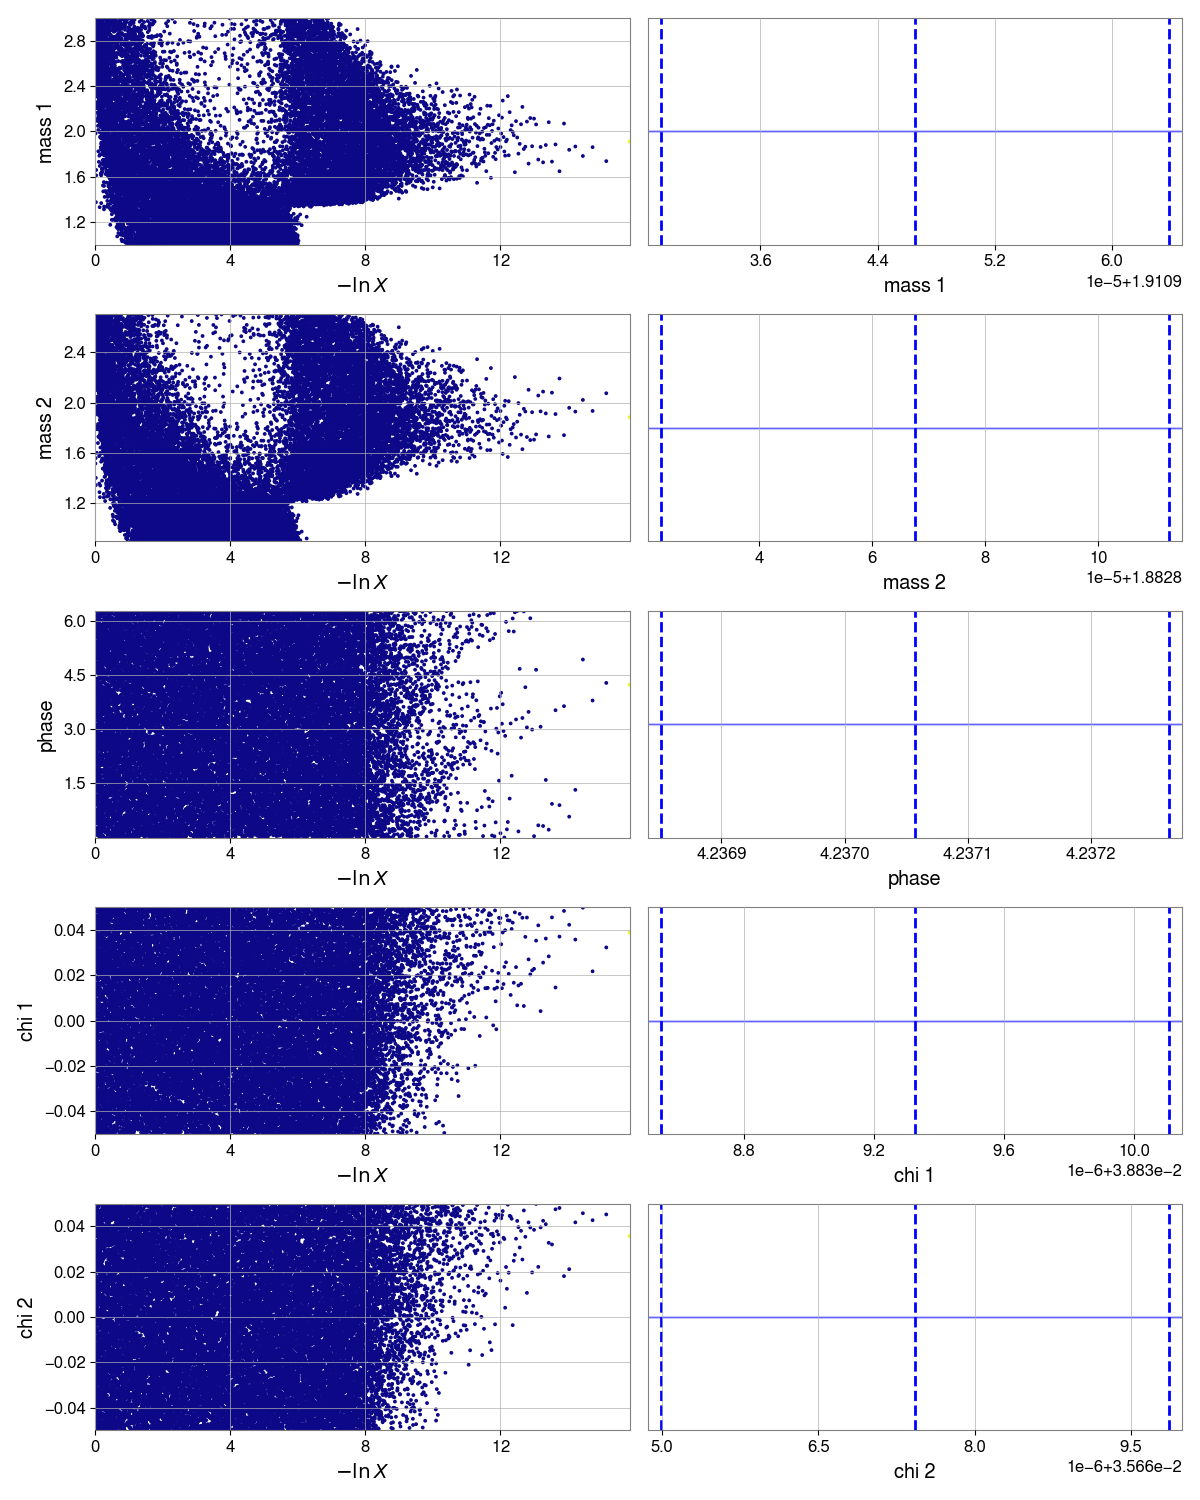 2.8
2.4
2.0
1.6
1.2
mass 1
0 4 8 12
−ln X
3.6 4.4 5.2 6.0
1e−5+1.9109
mass 1
2.4
2.0
1.6
1.2
mass 2
0 4 8 12
−ln X
4 6 8 10
1e−5+1.8828
mass 2
6.0
4.5
3.0
1.5
phase
0 4 8 12
−ln X
4.2369 4.2370 4.2371 4.2372
phase
0.04
0.02
0.00
−0.02
−0.04
chi 1
0 4 8 12
−ln X
8.8 9.2 9.6 10.0
1e−6+3.883e−2
chi 1
0.04
0.02
0.00
−0.02
−0.04
chi 2
0 4 8 12
−ln X
5.0 6.5 8.0 9.5
1e−6+3.566e−2
chi 2